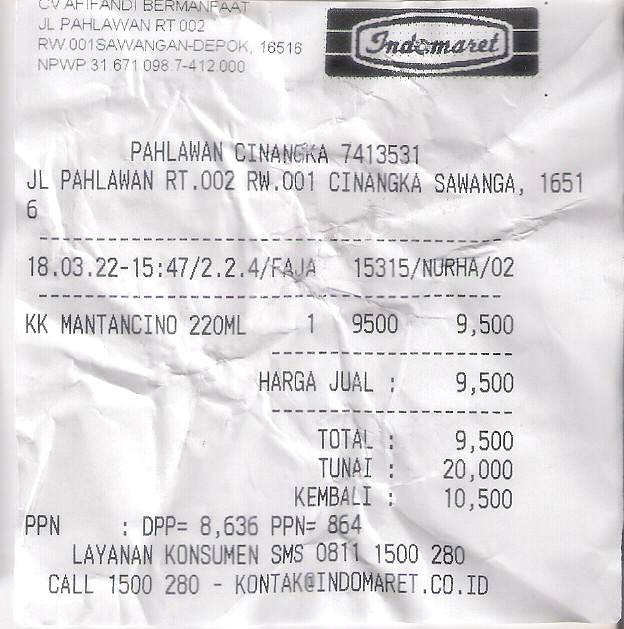 CV AFIFANDI BERMANFAAT
JL PAHLAWAN RT 002
RW.001SAWANGAN-DEPOK, 16516
NPWP:31.671.098.7-412.000
Indomaret
PAHLAWAN CINANGKA 7413531
JL PAHLAWAN RT.002 RW.001 CINANGKA SAWANGA, 1651
6
18.03.22-15:47/2.2.4/FAJA 15315/NURHA/02
KK MANTANCINO 220ML 1 9500 9,500
HARGA JUAL : 9,500
TOTAL : 9,500
TUNAI : 20,000
KEMBALI : 10,500
PPN : DPP= 8,636 PPN= 864
LAYANAN KONSUMEN SMS 0811 1500 280
CALL 1500 280 - KONTAK@INDOMARET.CO.ID